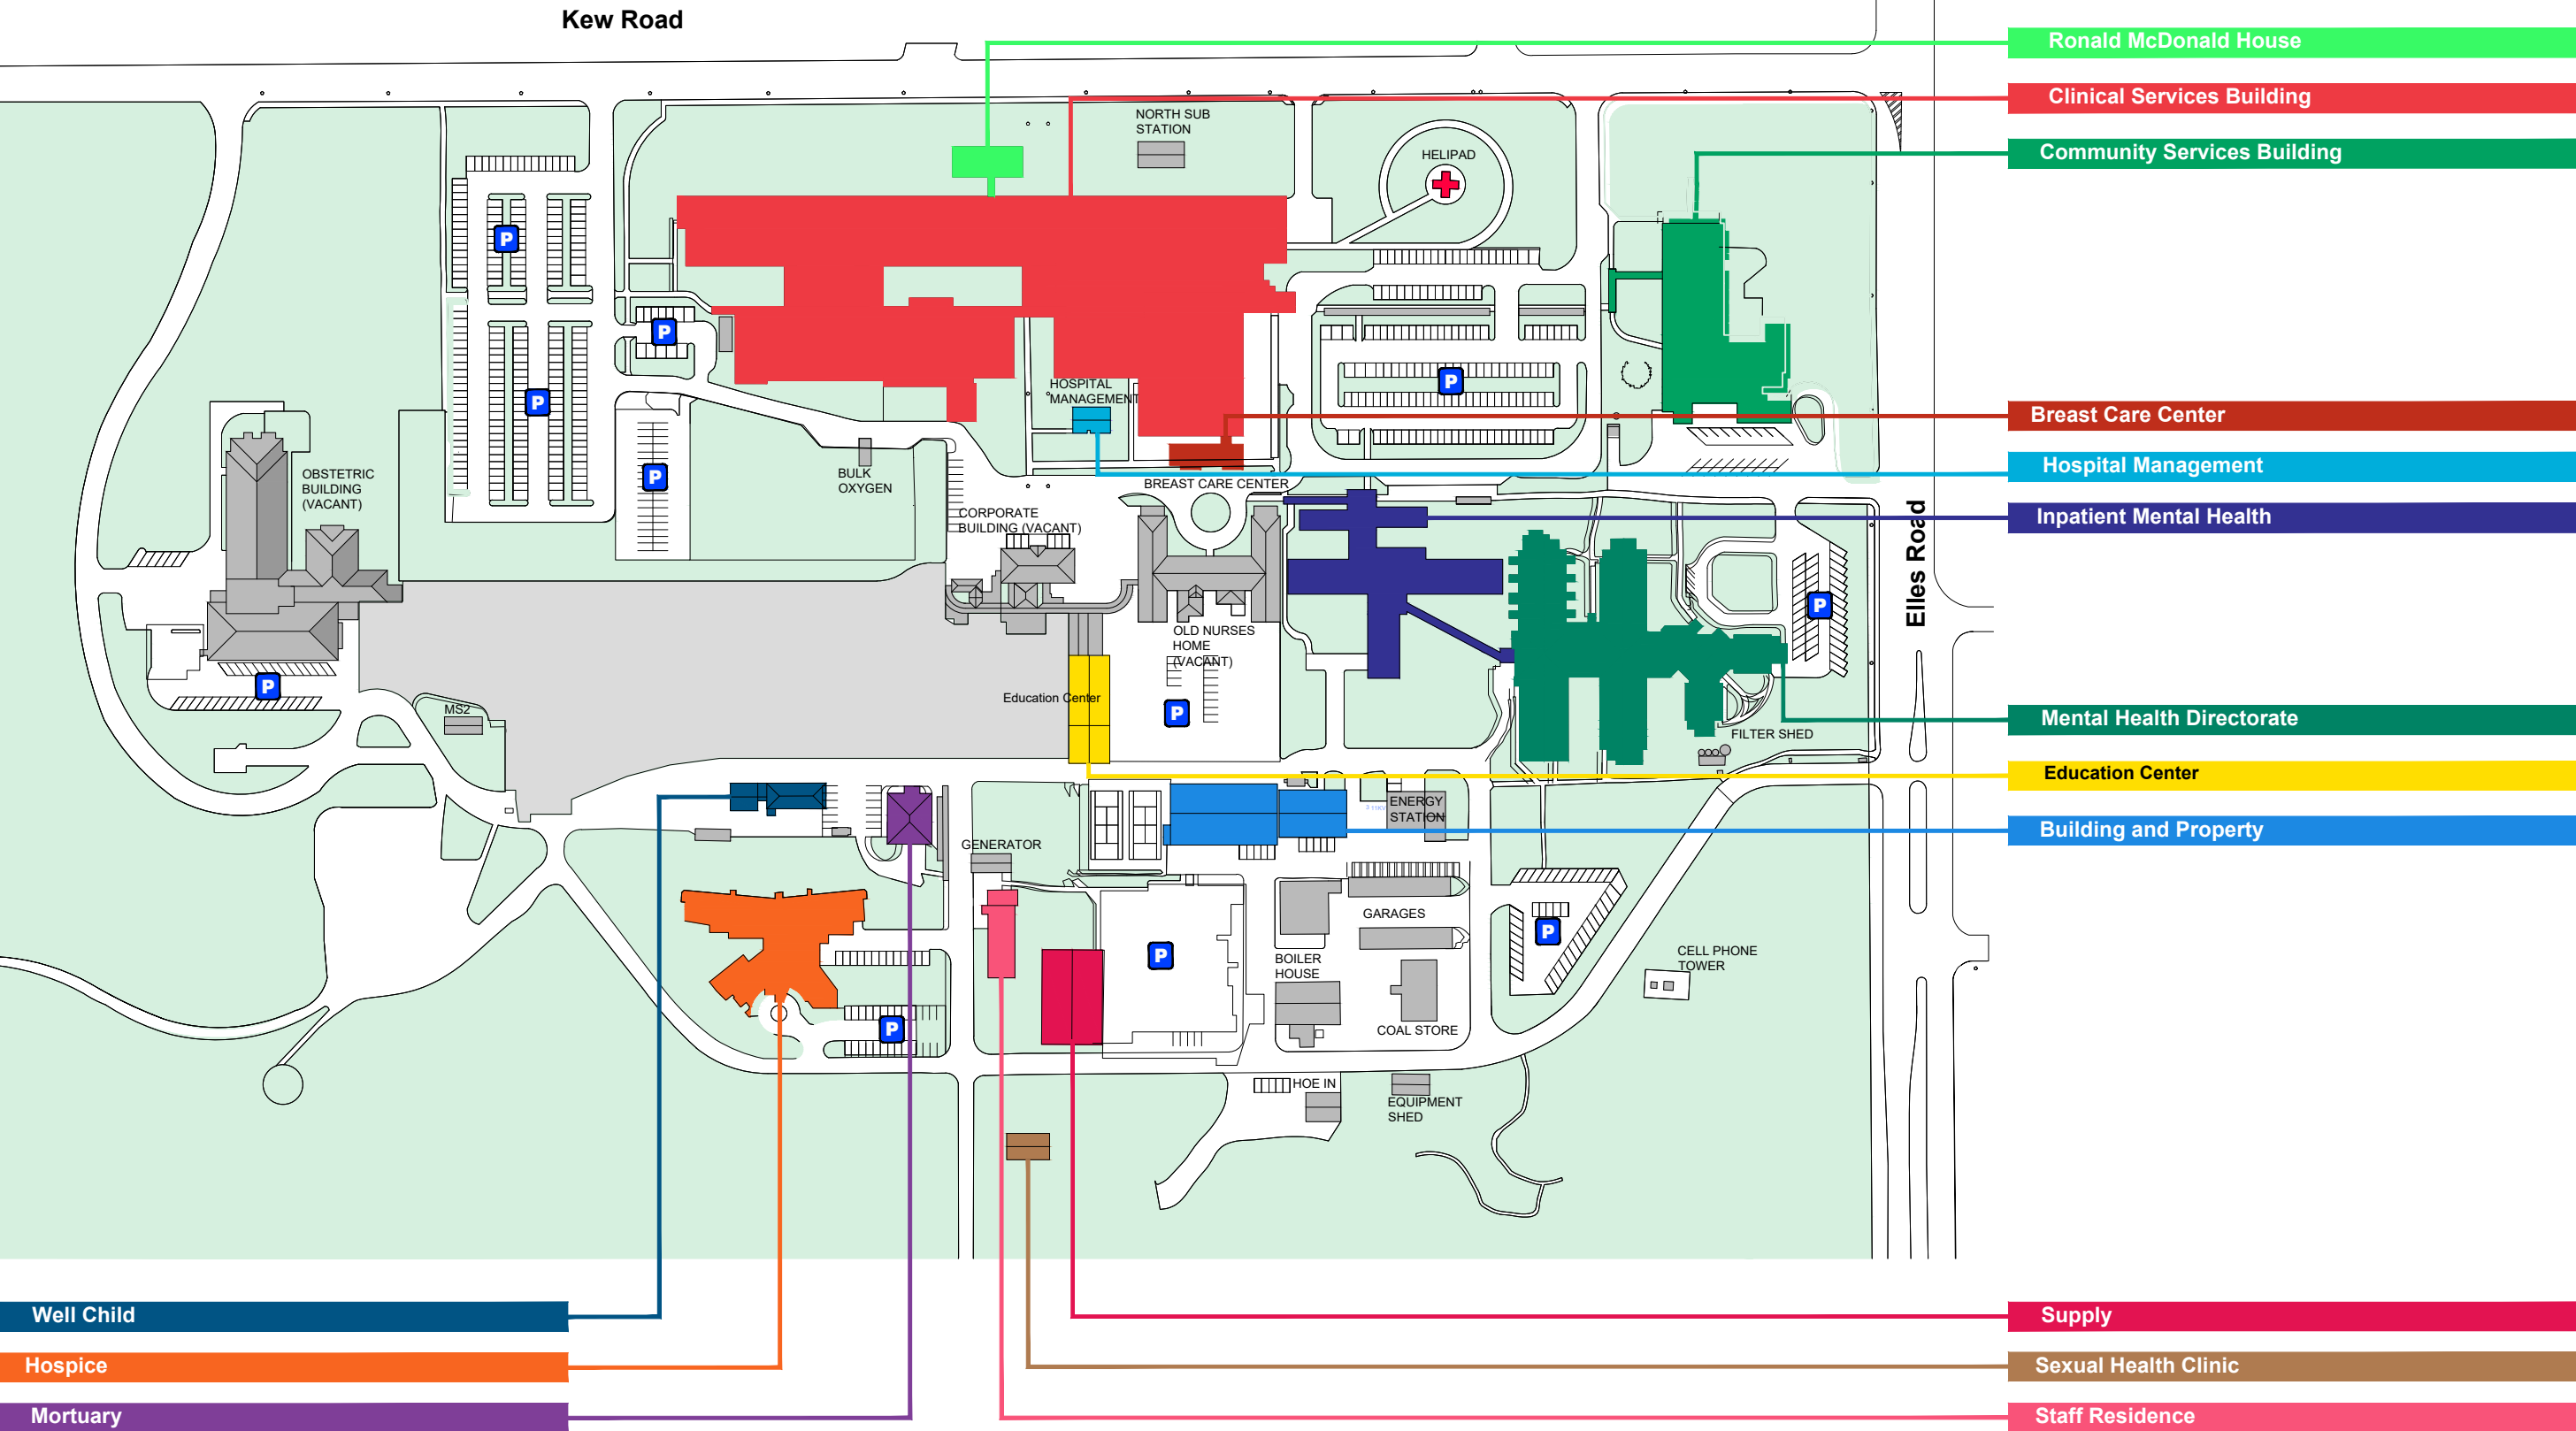 Kew Road
Ronald McDonald House
Clinical Services Building
NORTH SUB
STATION
Community Services Building
HELIPAD
P
P
P
HOSPITAL
MANAGEMENT
P
Breast Care Center
Hospital Management
OBSTETRIC
BUILDING
(VACANT)
P
BULK
OXYGEN
BREAST CARE CENTER
CORPORATE
BUILDING (VACANT)
Inpatient Mental Health
Elles Road
P
OLD NURSES
HOME
(VACANT)
P
Education Center
MS2
P
Mental Health Directorate
FILTER SHED
Education Center
ENERGY
STATION
Building and Property
GENERATOR
GARAGES
P
P
BOILER
HOUSE
CELL PHONE
TOWER
P
COAL STORE
HOE IN
EQUIPMENT
SHED
Well Child
Supply
Hospice
Sexual Health Clinic
Mortuary
Staff Residence